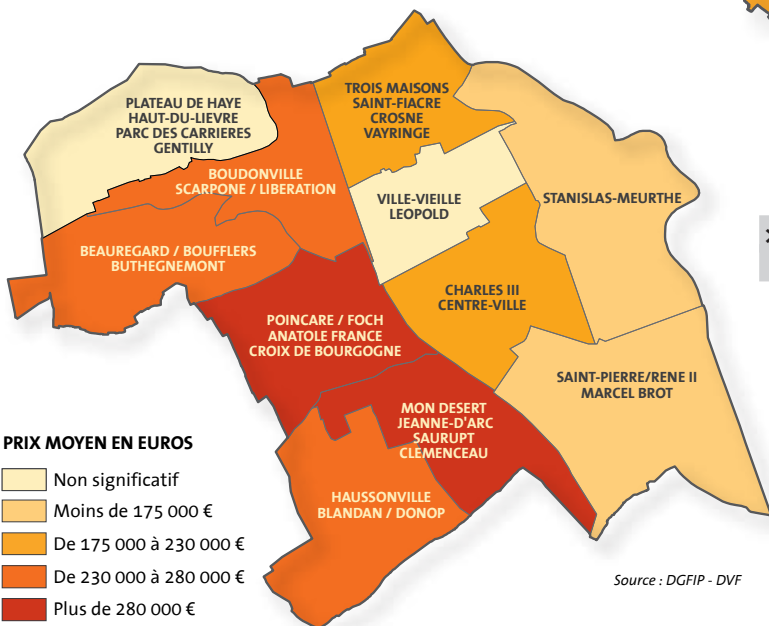 TROIS MAISONS
SAINT-FIACRE
CROSNE
VAYRINGE
PLATEAU DE HAYE
HAUT-DU-LIEVRE
PARC DES CARRIERES
GENTILLY
BOUDONVILLE
SCARPONE / LIBERATION
VILLE-VIEILLE
LEOPOLD
STANISLAS-MEURTHE
BEAUREGARD / BOUFFLERS
BUTHEGNEMONT
CHARLES III
CENTRE-VILLE
POINCARE / FOCH
ANATOLE FRANCE
CROIX DE BOURGOGNE
SAINT-PIERRE/RENE II
MARCEL BROT
MON DESERT
JEANNE-D'ARC
SAURUPT
CLEMENCEAU
HAUSSONVILLE
BLANDAN / DONOP
PRIX MOYEN EN EUROS
Non significatif
Moins de 175 000 €
De 175 000 à 230 000 €
De 230 000 à 280 000 €
Plus de 280 000 €
Source : DGFIP - DVF